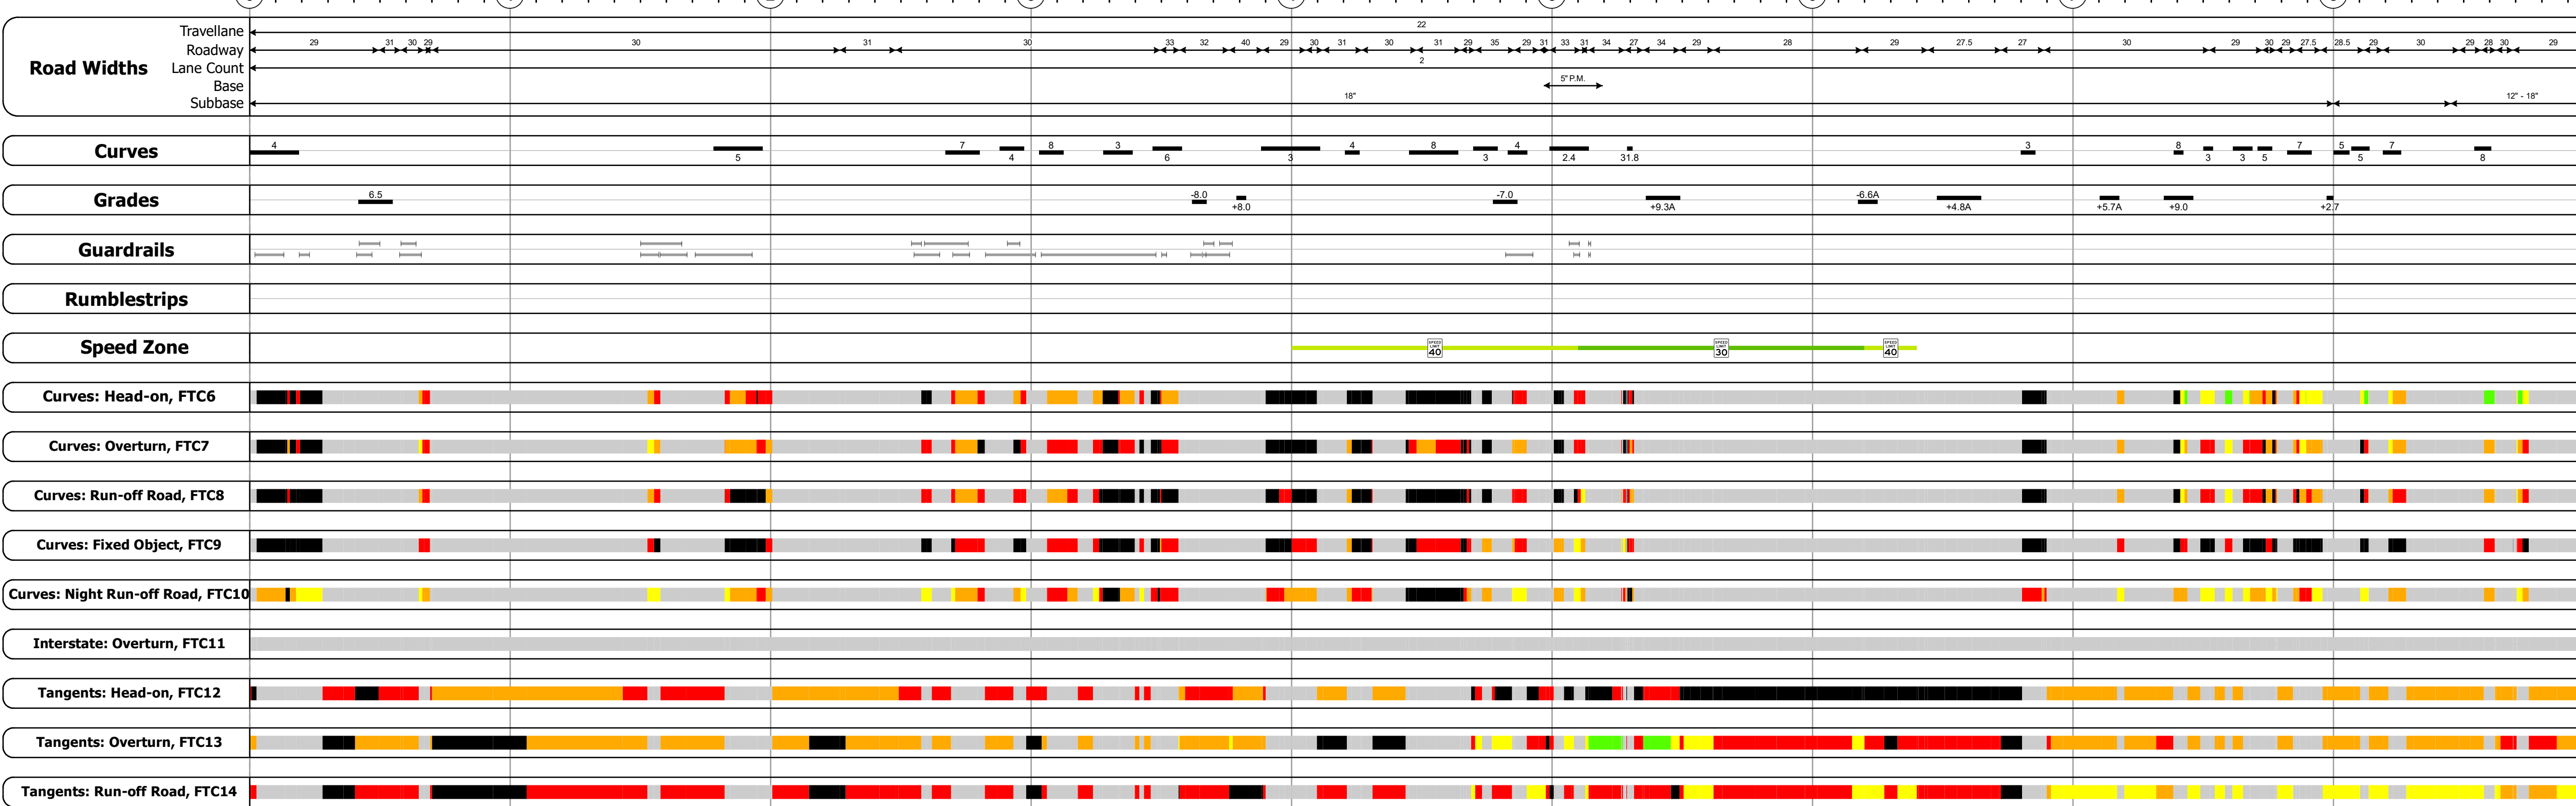 Travellane 22
Roadway 29 31 30 29 30 31 30 33 32 40 29 30 31 30 31 29 35 29 31 33 31 34 27 34 29 28 29 27.5 27 30 29 30 29 27.5 28.5 29 30 29 28 30 29
Road Widths
Lane Count 2
Base 5" P.M.
Subbase 18" 12" - 18"
Curves
4 7 8 3 4 8 4 3 8 7 5 7
5 4 6 3 3 2.4 31.8 3 3 5 5 8
Grades
6.5 -8.0 -7.0 -6.6A
+8.0 +9.3A +4.8A +5.7A +9.0 +2.7
Guardrails
Rumblestrips
Speed Zone
SPEED LIMIT 40
SPEED LIMIT 30
SPEED LIMIT 40
Curves: Head-on, FTC6
Curves: Overturn, FTC7
Curves: Run-off Road, FTC8
Curves: Fixed Object, FTC9
Curves: Night Run-off Road, FTC10
Interstate: Overturn, FTC11
Tangents: Head-on, FTC12
Tangents: Overturn, FTC13
Tangents: Run-off Road, FTC14